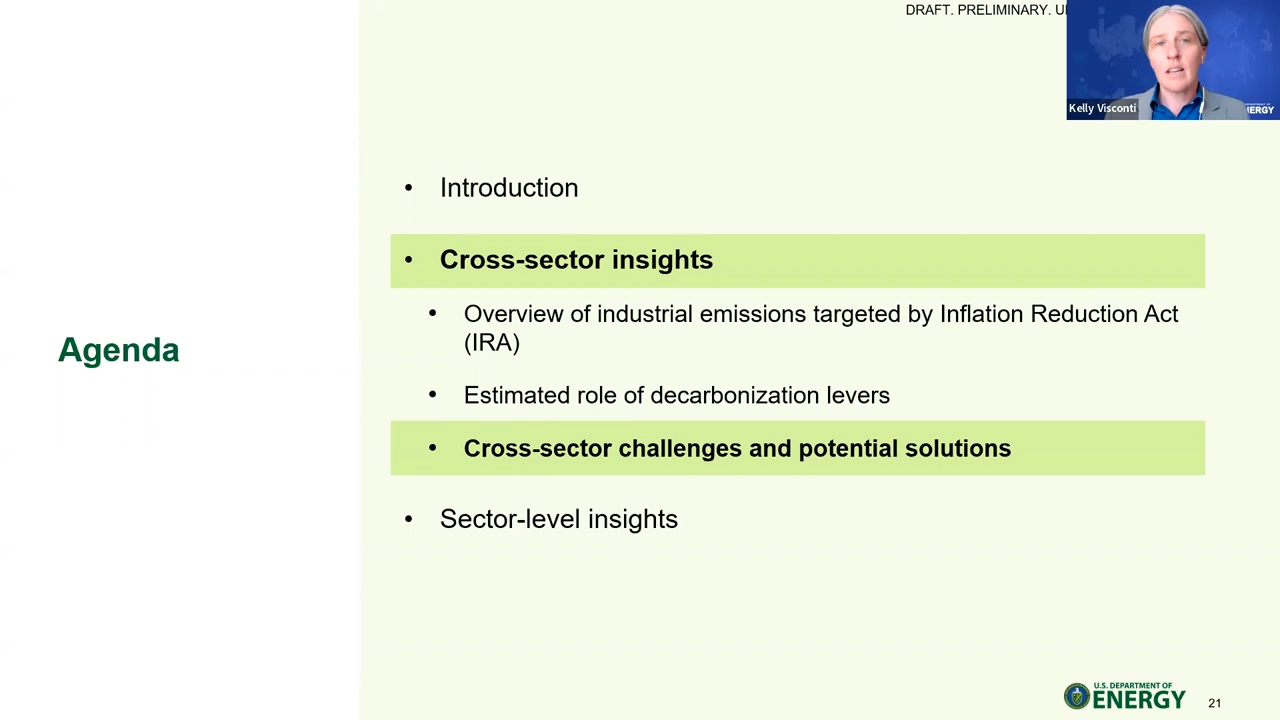 DRAFT. PRELIMINARY.
Kelly Visconti
ENERGY
Agenda
• Introduction
• Cross-sector insights
• Overview of industrial emissions targeted by Inflation Reduction Act
(IRA)
• Estimated role of decarbonization levers
• Cross-sector challenges and potential solutions
• Sector-level insights
U.S. DEPARTMENT OF
ENERGY
21